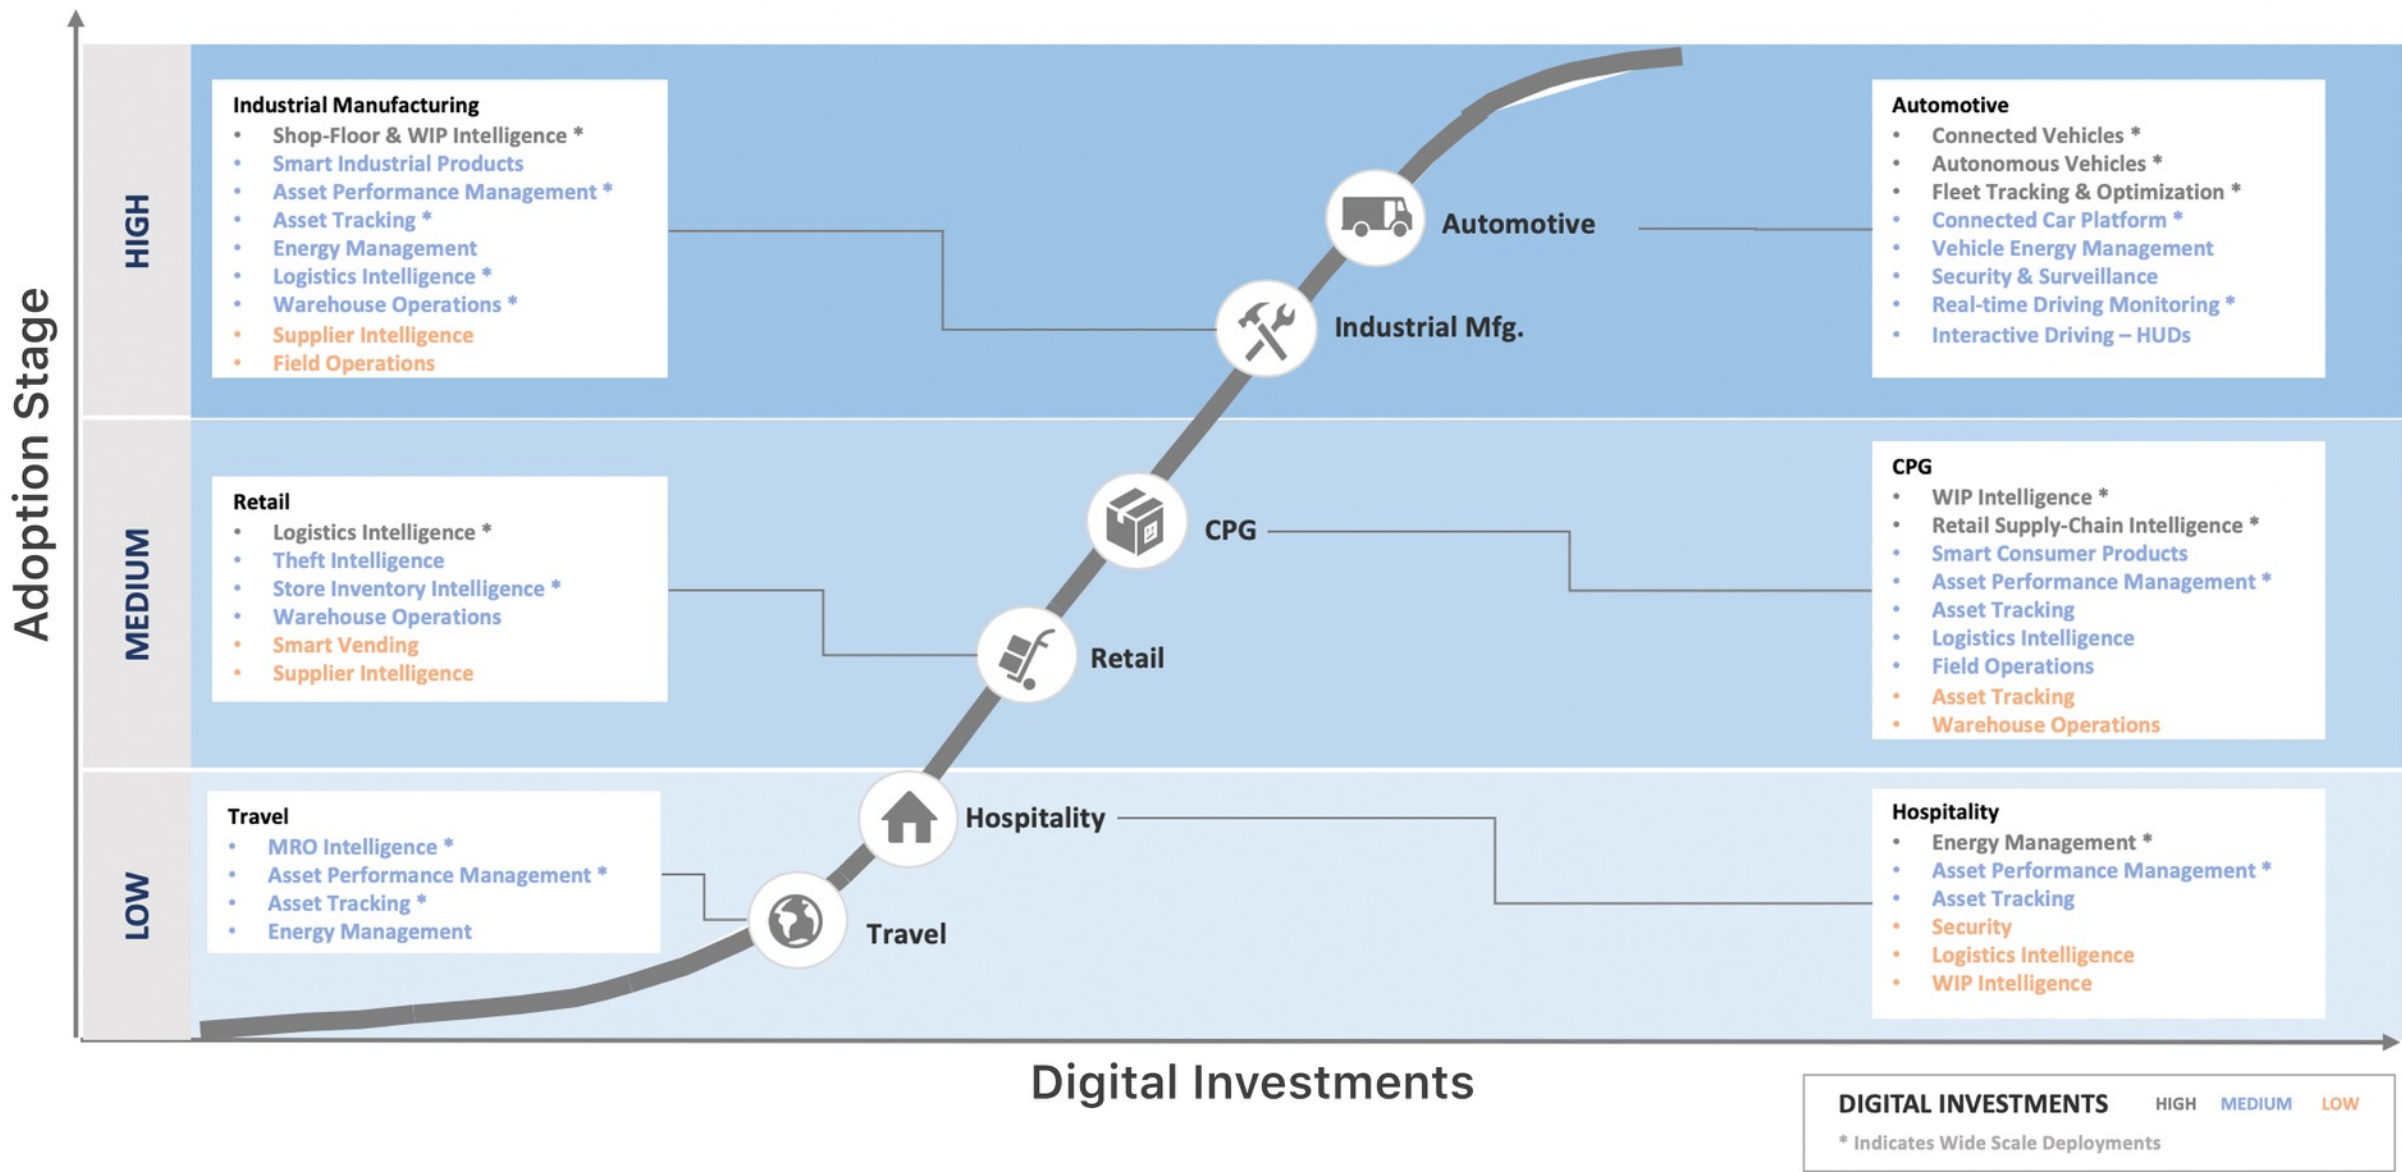 Adoption Stage
HIGH
MEDIUM
LOW
Industrial Manufacturing
• Shop-Floor & WIP Intelligence *
• Smart Industrial Products
• Asset Performance Management *
• Asset Tracking *
• Energy Management
• Logistics Intelligence *
• Warehouse Operations *
• Supplier Intelligence
• Field Operations
Automotive
• Connected Vehicles *
• Autonomous Vehicles *
• Fleet Tracking & Optimization *
• Connected Car Platform *
• Vehicle Energy Management
• Security & Surveillance
• Real-time Driving Monitoring *
• Interactive Driving – HUDs
Automotive
Industrial Mfg.
Retail
• Logistics Intelligence *
• Theft Intelligence
• Store Inventory Intelligence *
• Warehouse Operations
• Smart Vending
• Supplier Intelligence
CPG
• WIP Intelligence *
• Retail Supply-Chain Intelligence *
• Smart Consumer Products
• Asset Performance Management *
• Asset Tracking
• Logistics Intelligence
• Field Operations
• Asset Tracking
• Warehouse Operations
CPG
Retail
Travel
• MRO Intelligence *
• Asset Performance Management *
• Asset Tracking *
• Energy Management
Hospitality
• Energy Management *
• Asset Performance Management *
• Asset Tracking
• Security
• Logistics Intelligence
• WIP Intelligence
Hospitality
Travel
Digital Investments
DIGITAL INVESTMENTS HIGH MEDIUM LOW
* Indicates Wide Scale Deployments